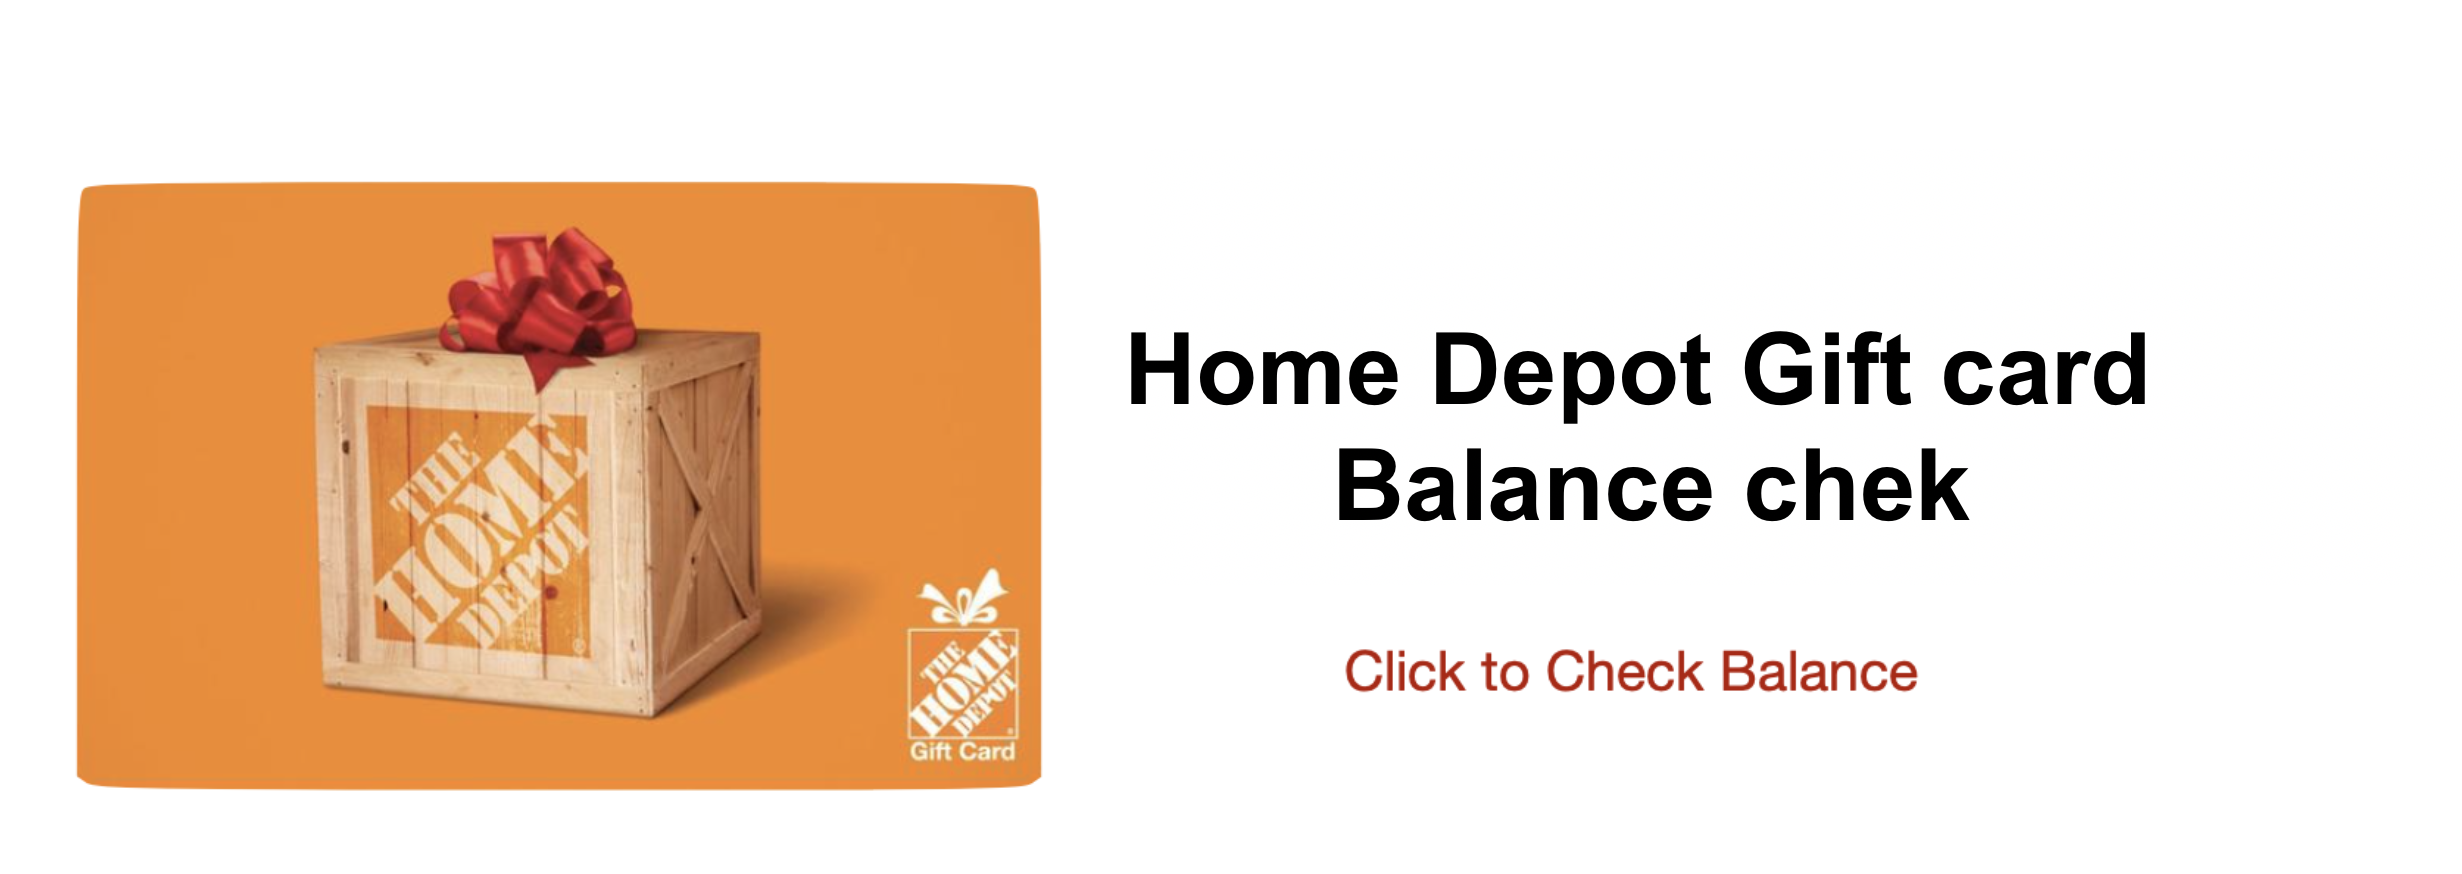 THE
HOME
DEPOT
®
THE
HOME
DEPOT
®
Gift Card
Home Depot Gift card
Balance chek
Click to Check Balance